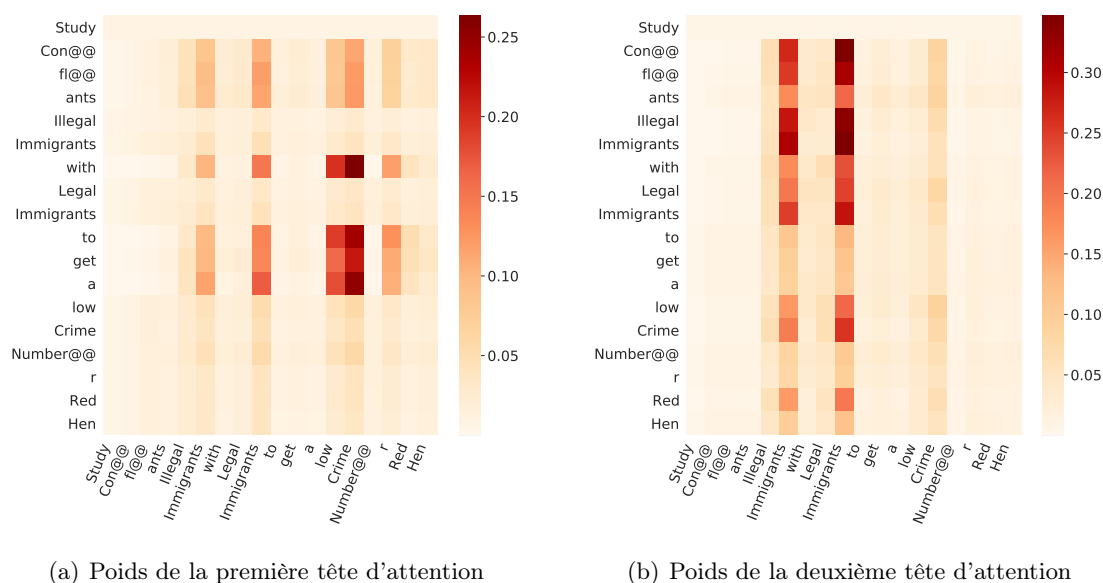 Study
Con@@
fl@@
ants
Illegal
Immigrants
with
Legal
Immigrants
to
get
a
low
Crime
Number@@
r
Red
Hen
Study
Con@@
fl@@
ants
Illegal
Immigrants
with
Legal
Immigrants
to
get
a
low
Crime
Number@@
r
Red
Hen
0.25
0.20
0.15
0.10
0.05
(a) Poids de la première tête d'attention
Study
Con@@
fl@@
ants
Illegal
Immigrants
with
Legal
Immigrants
to
get
a
low
Crime
Number@@
r
Red
Hen
Study
Con@@
fl@@
ants
Illegal
Immigrants
with
Legal
Immigrants
to
get
a
low
Crime
Number@@
r
Red
Hen
0.30
0.25
0.20
0.15
0.10
0.05
(b) Poids de la deuxième tête d'attention